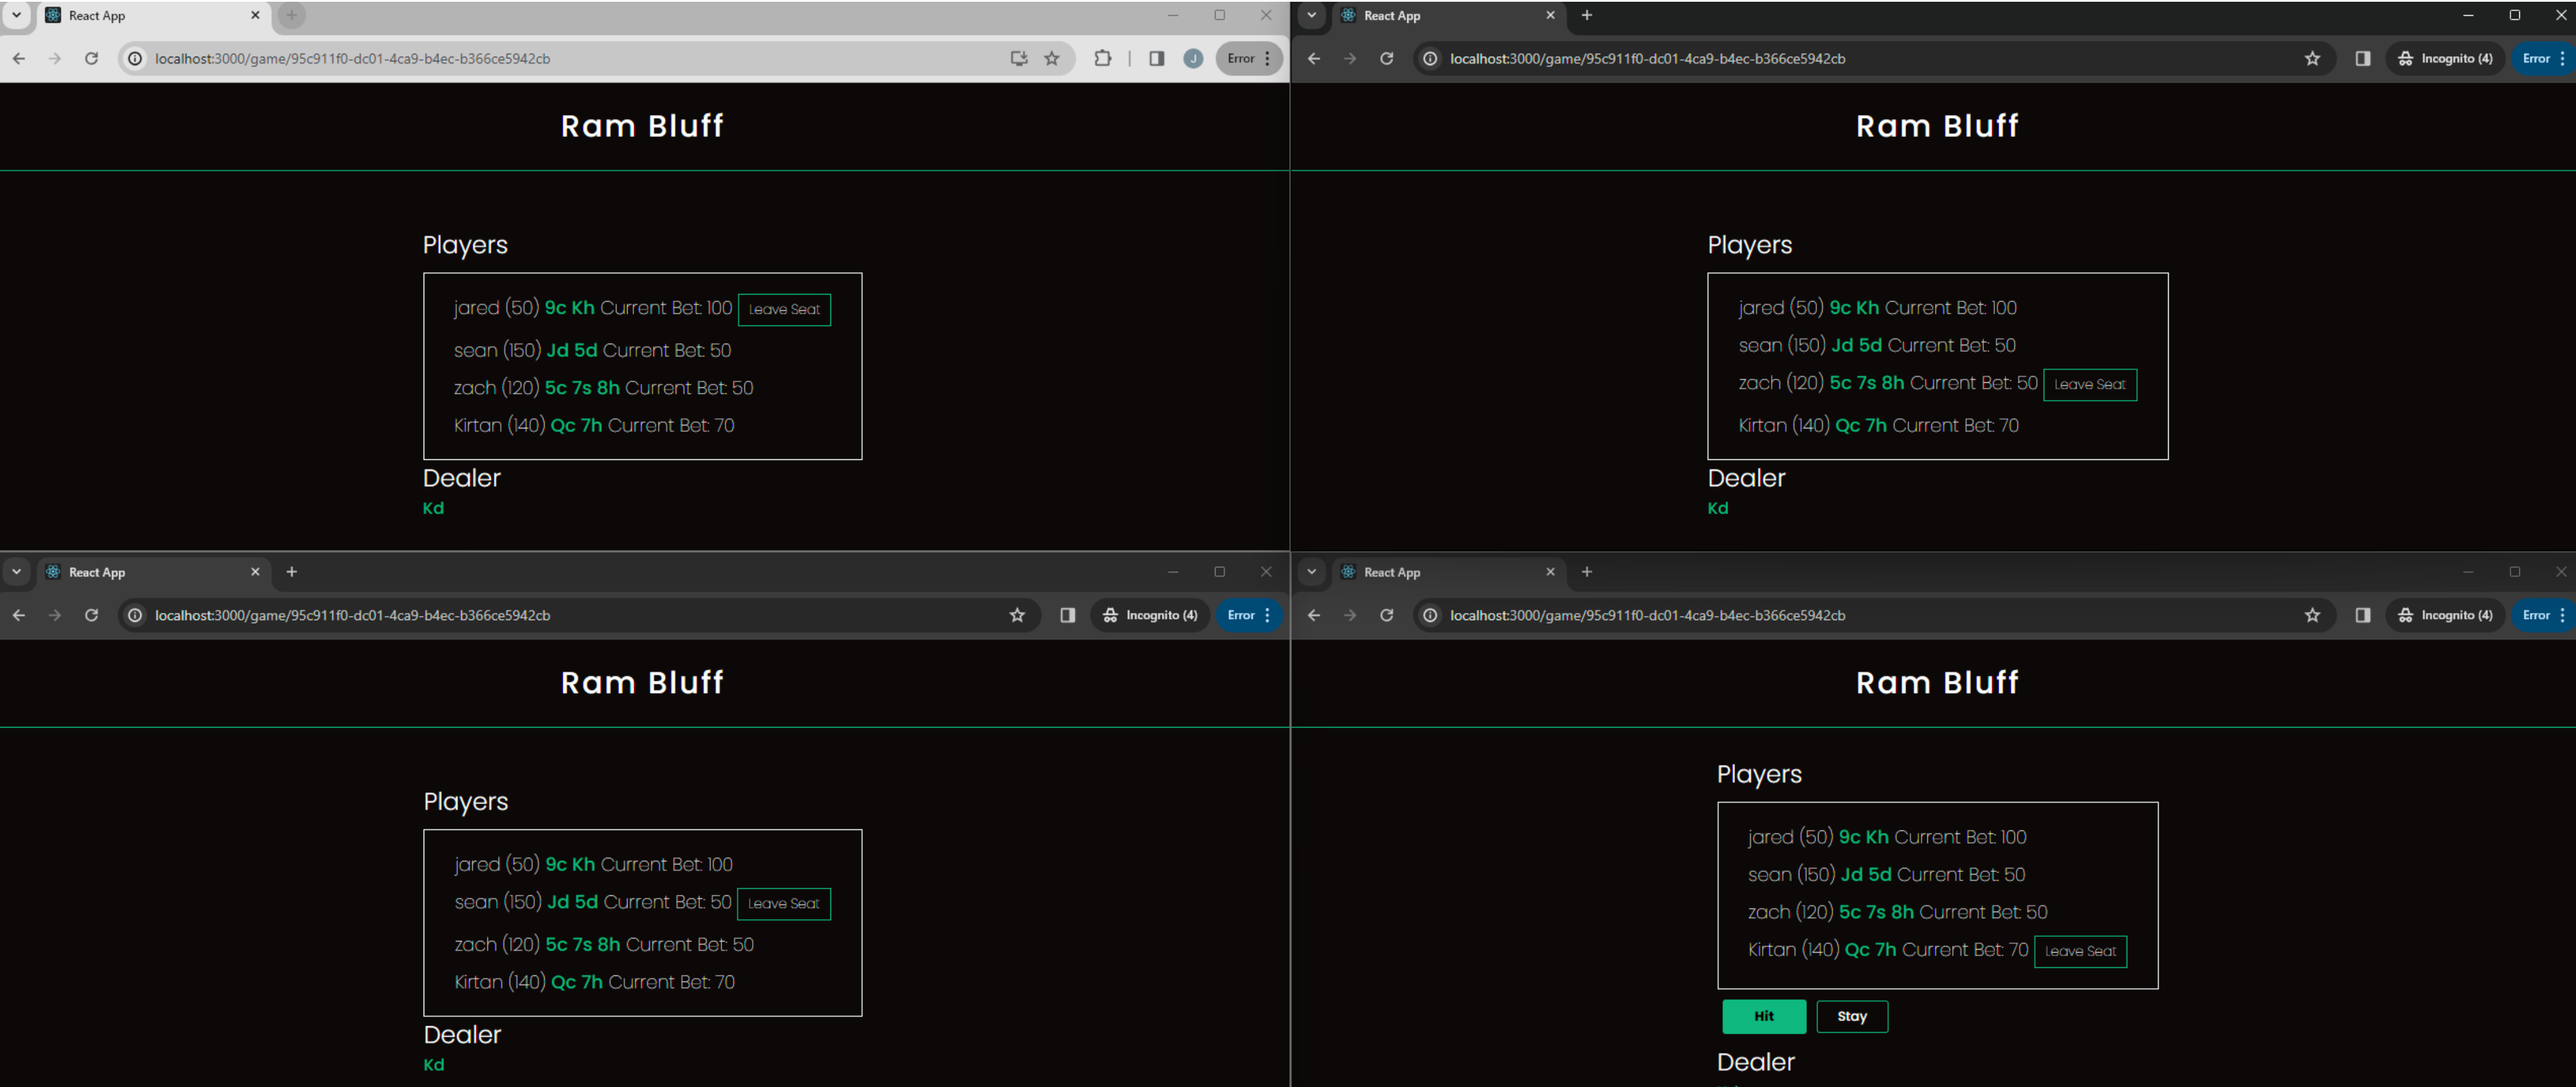 React App
localhost:3000/game/95c911f0-dc01-4ca9-b4ec-b366ce5942cb
J
Error
Ram Bluff
Players
jared (50) 9c Kh Current Bet: 100 Leave Seat
sean (150) Jd 5d Current Bet: 50
zach (120) 5c 7s 8h Current Bet: 50
Kirtan (140) Qc 7h Current Bet: 70
Dealer
Kd
React App
localhost:3000/game/95c911f0-dc01-4ca9-b4ec-b366ce5942cb
Incognito (4)
Error
Ram Bluff
Players
jared (50) 9c Kh Current Bet: 100
sean (150) Jd 5d Current Bet: 50
zach (120) 5c 7s 8h Current Bet: 50 Leave Seat
Kirtan (140) Qc 7h Current Bet: 70
Dealer
Kd
React App
localhost:3000/game/95c911f0-dc01-4ca9-b4ec-b366ce5942cb
Incognito (4)
Error
Ram Bluff
Players
jared (50) 9c Kh Current Bet: 100
sean (150) Jd 5d Current Bet: 50 Leave Seat
zach (120) 5c 7s 8h Current Bet: 50
Kirtan (140) Qc 7h Current Bet: 70
Dealer
Kd
React App
localhost:3000/game/95c911f0-dc01-4ca9-b4ec-b366ce5942cb
Incognito (4)
Error
Ram Bluff
Players
jared (50) 9c Kh Current Bet: 100
sean (150) Jd 5d Current Bet: 50
zach (120) 5c 7s 8h Current Bet: 50
Kirtan (140) Qc 7h Current Bet: 70 Leave Seat
Hit Stay
Dealer